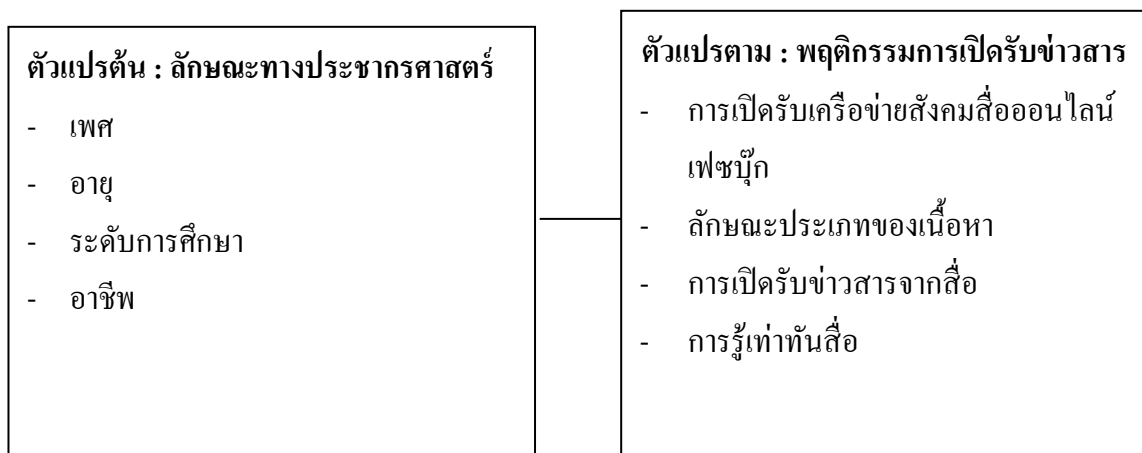 ตัวแปรต้น : ลักษณะทางประชากรศาสตร์
- เพศ
- อายุ
- ระดับการศึกษา
- อาชีพ
ตัวแปรตาม : พฤติกรรมการเปิดรับข่าวสาร
- การเปิดรับเครือข่ายสังคมสื่อออนไลน์
เฟซบุ๊ก
- ลักษณะประเภทของเนื้อหา
- การเปิดรับข่าวสารจากสื่อ
- การรู้เท่าทันสื่อ